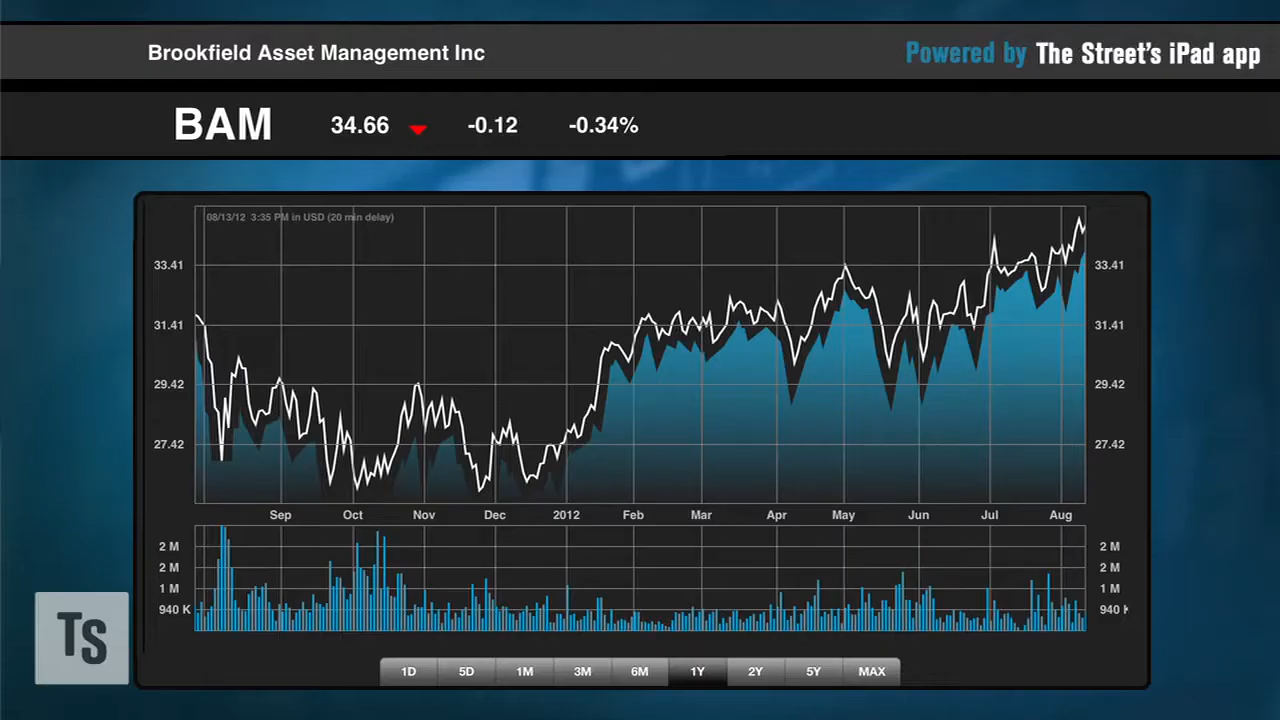 Brookfield Asset Management Inc
Powered by The Street's iPad app
BAM 34.66 -0.12 -0.34%
08/13/12 3:35 PM in USD (20 min delay)
33.41 33.41
31.41 31.41
29.42 29.42
27.42 27.42
Sep Oct Nov Dec 2012 Feb Mar Apr May Jun Jul Aug
2 M 2 M
2 M 2 M
1 M 1 M
940 K 940 K
Ts
1D 5D 1M 3M 6M 1Y 2Y 5Y MAX